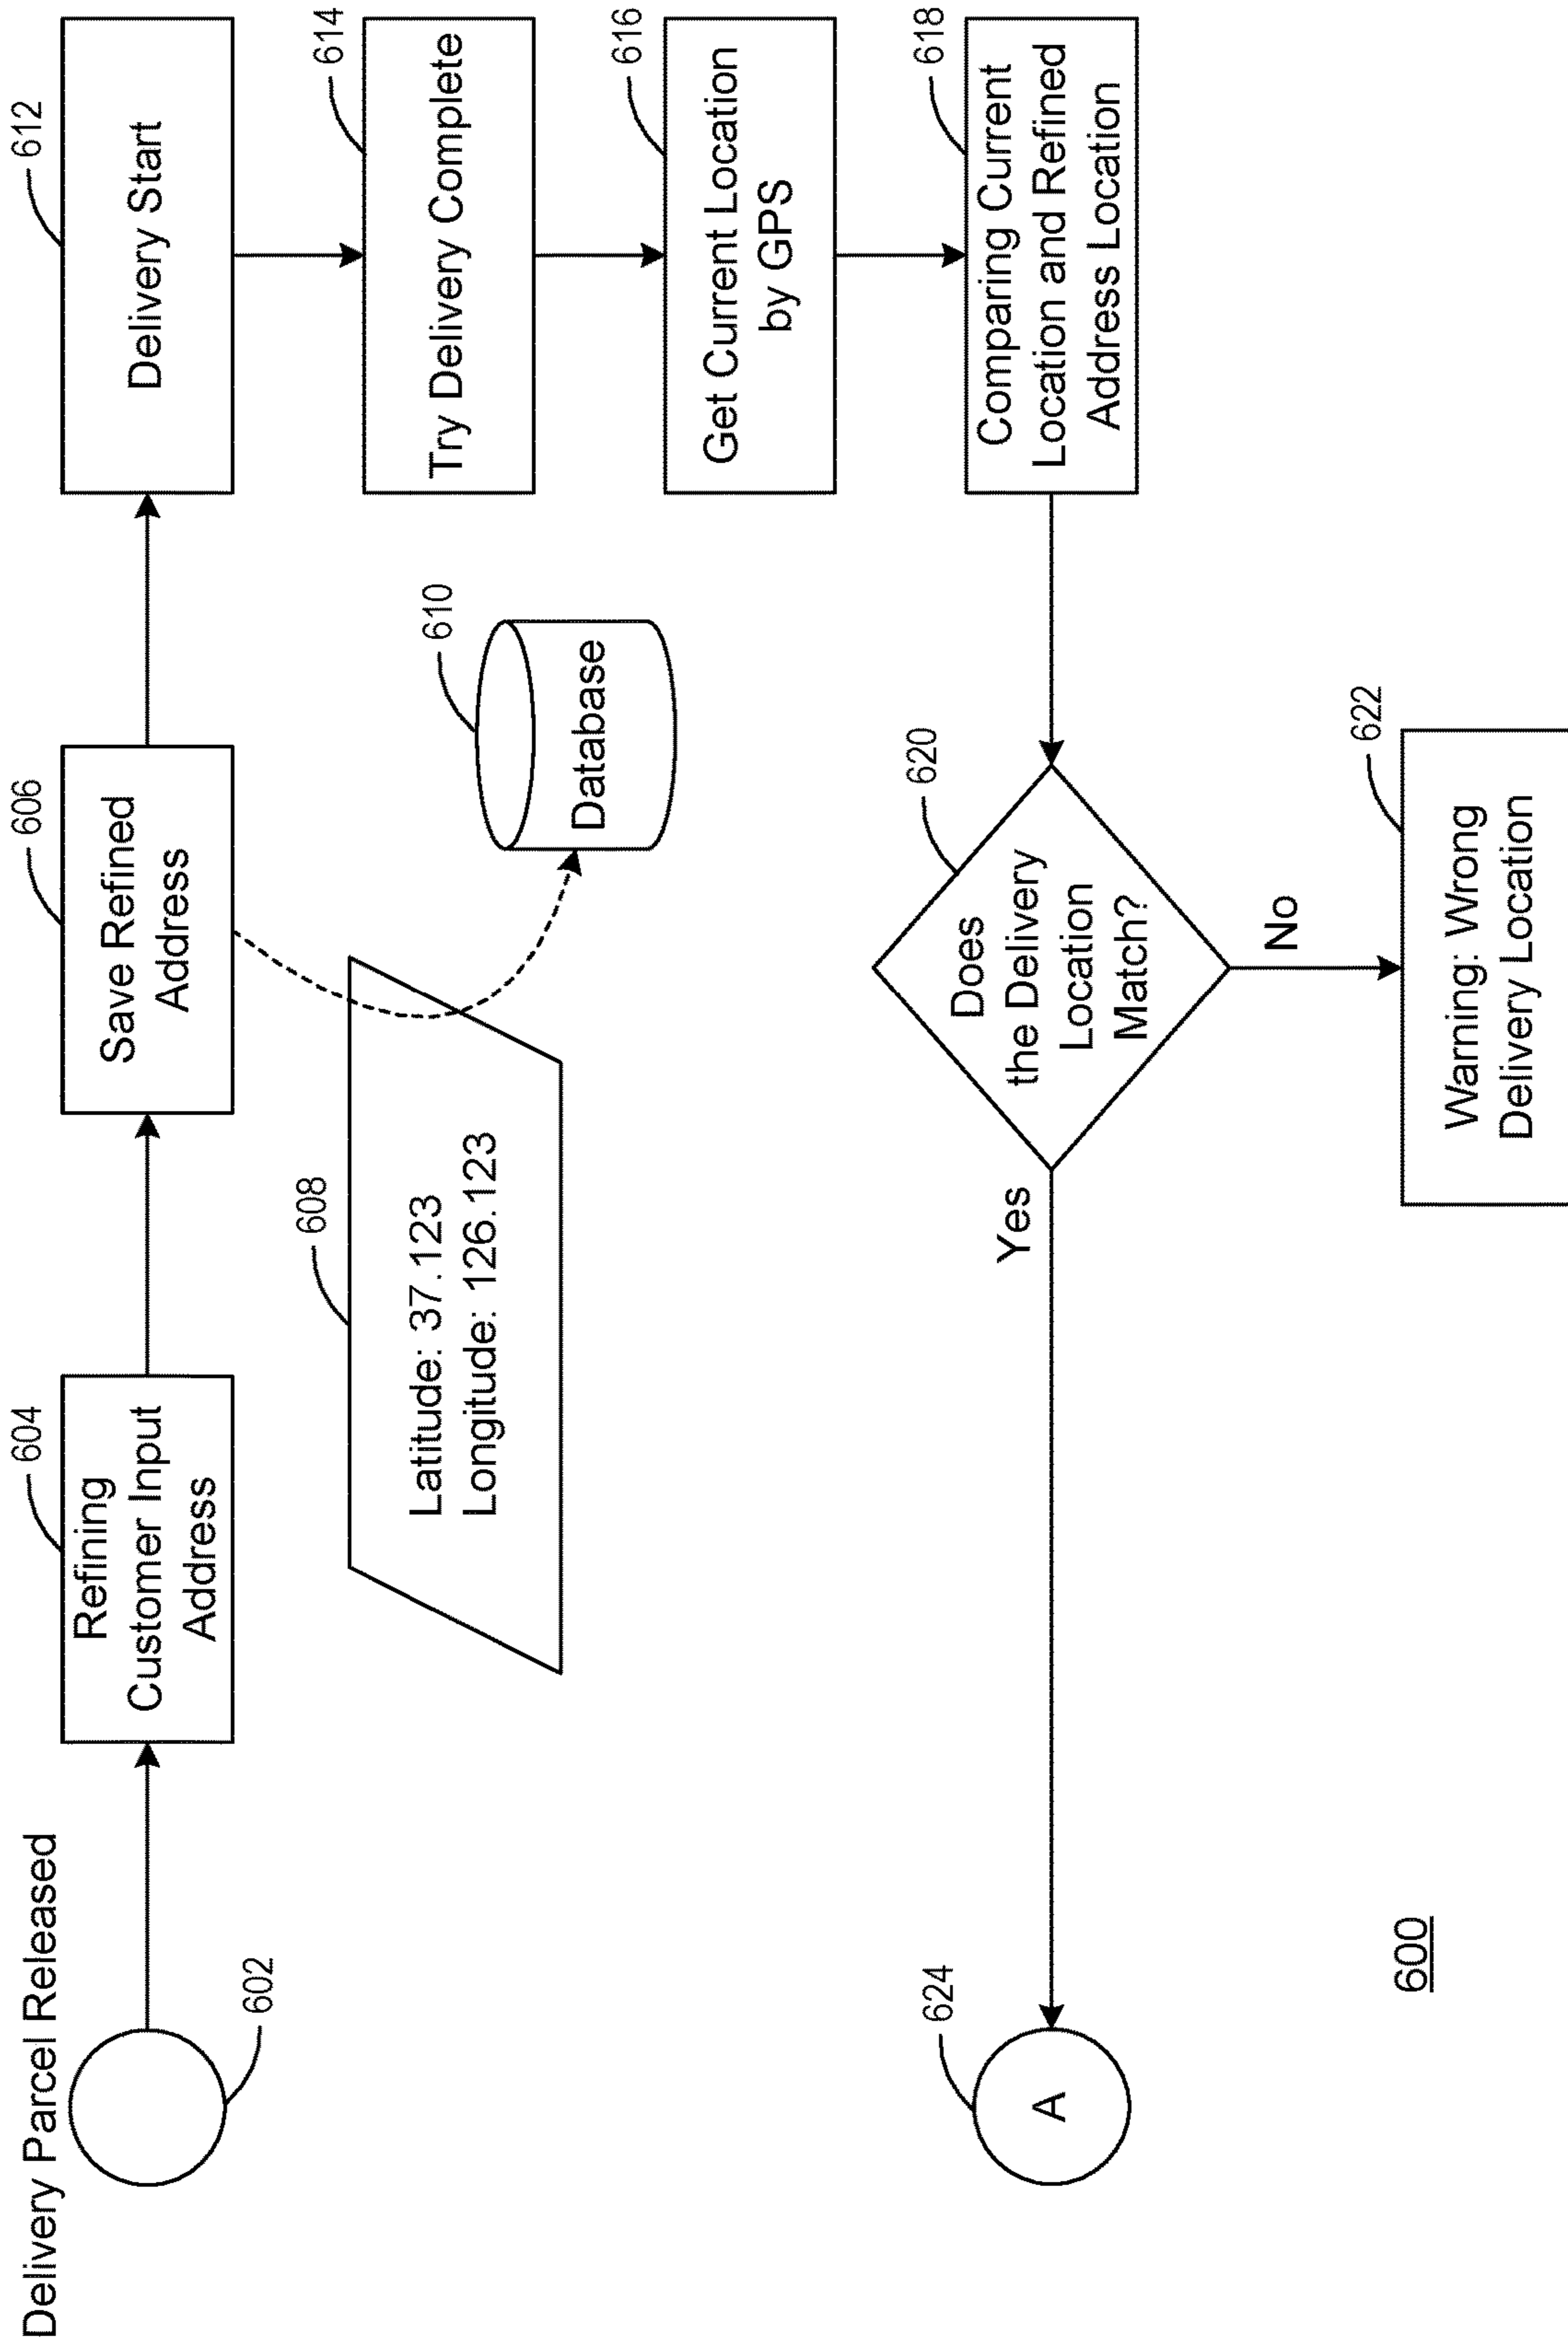 Delivery Parcel Released
602
604
Refining
Customer Input
Address
606
Save Refined
Address
612
Delivery Start
608
Latitude: 37.123
Longitude: 126.123
610
Database
614
Try Delivery Complete
616
Get Current Location
by GPS
618
Comparing Current
Location and Refined
Address Location
620
Does
the Delivery
Location
Match?
Yes
No
624
A
622
Warning: Wrong
Delivery Location
600